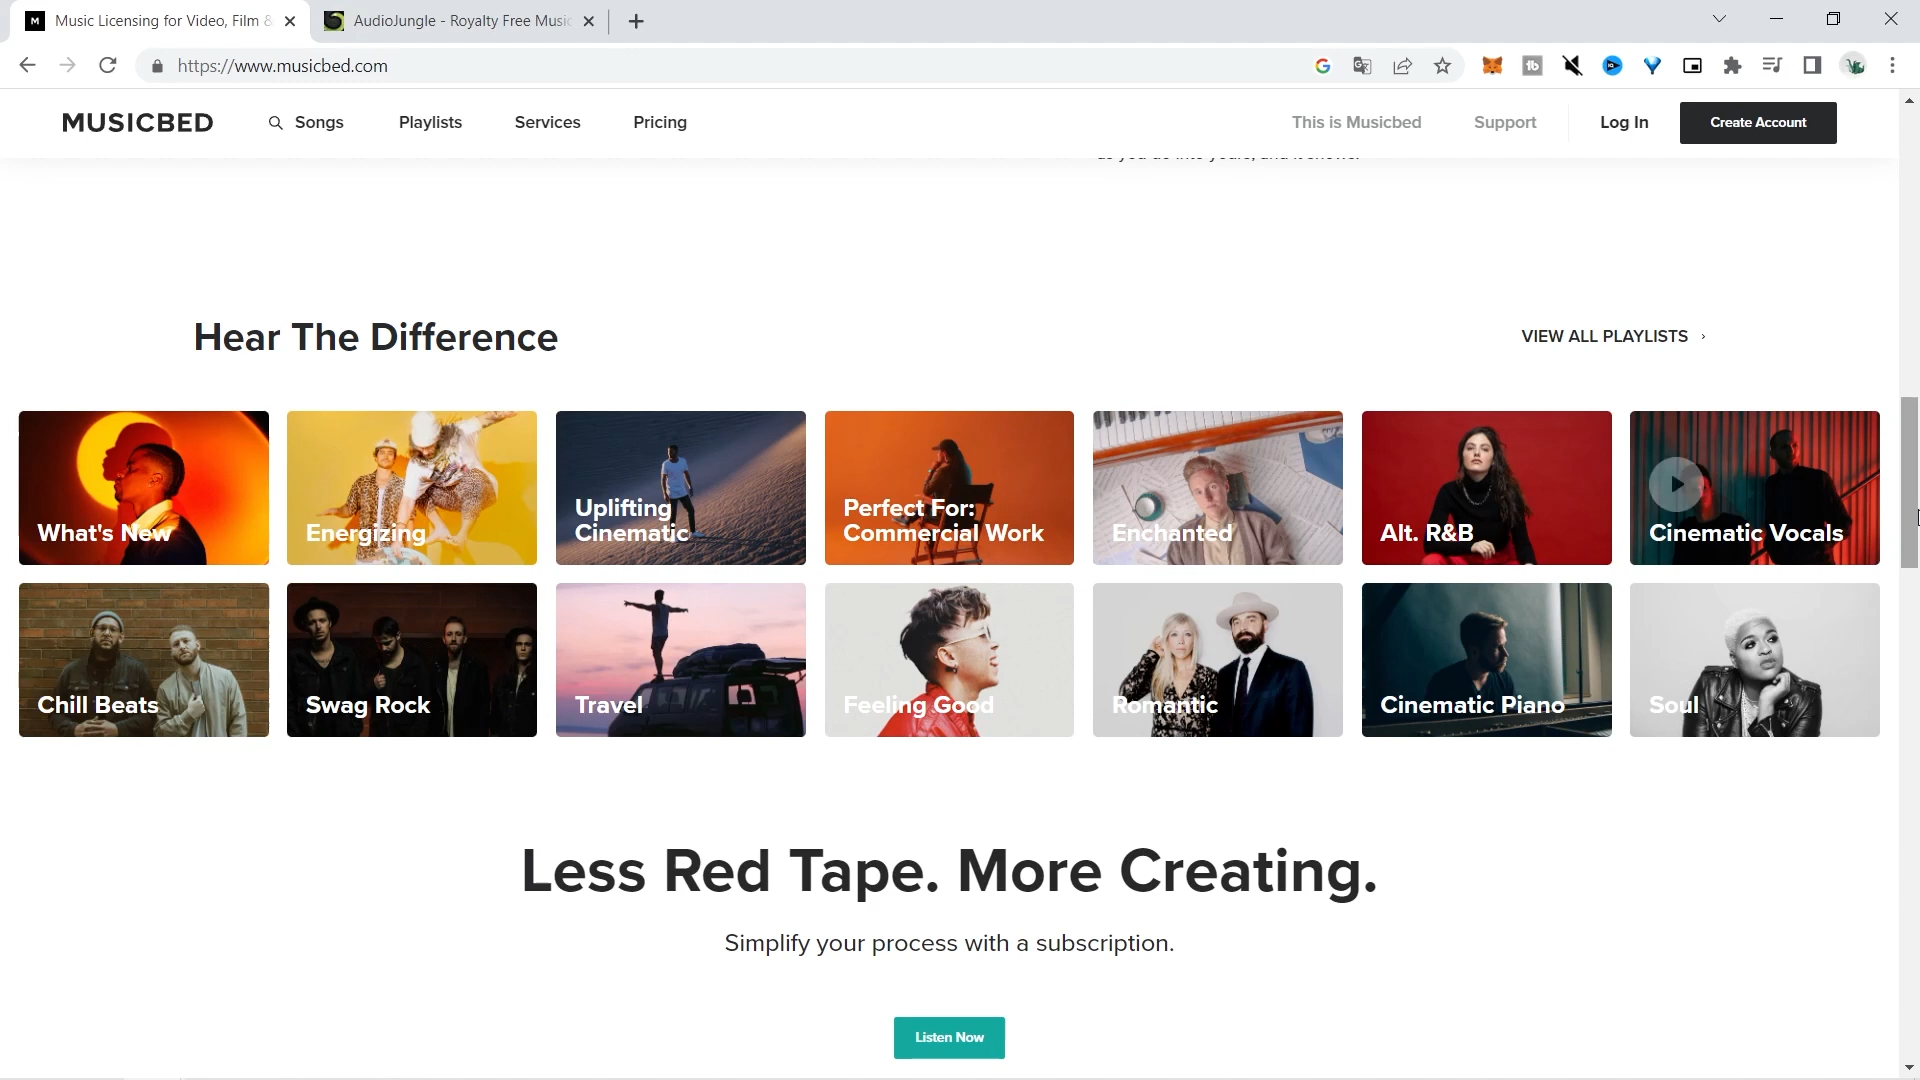 Music Licensing for Video, Film &
AudioJungle - Royalty Free Music
https://www.musicbed.com
MUSICBED
Songs
Playlists
Services
Pricing
This is Musicbed
Support
Log In
Create Account
Hear The Difference
VIEW ALL PLAYLISTS
What's New
Energizing
Uplifting
Cinematic
Perfect For:
Commercial Work
Enchanted
Alt. R&B
Cinematic Vocals
Chill Beats
Swag Rock
Travel
Feeling Good
Romantic
Cinematic Piano
Soul
Less Red Tape. More Creating.
Simplify your process with a subscription.
Listen Now